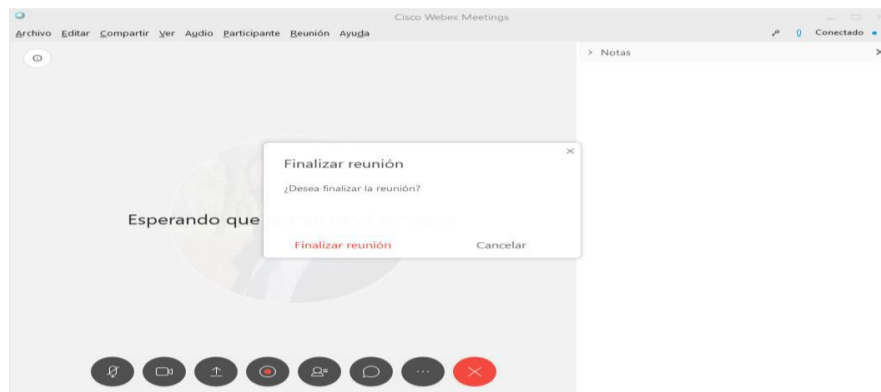 Cisco Webex Meetings
Archivo Editar Compartir Ver Audio Participante Reunión Ayuda Conectado
> Notas
Finalizar reunión
¿Desea finalizar la reunión?
Esperando que
Finalizar reunión Cancelar